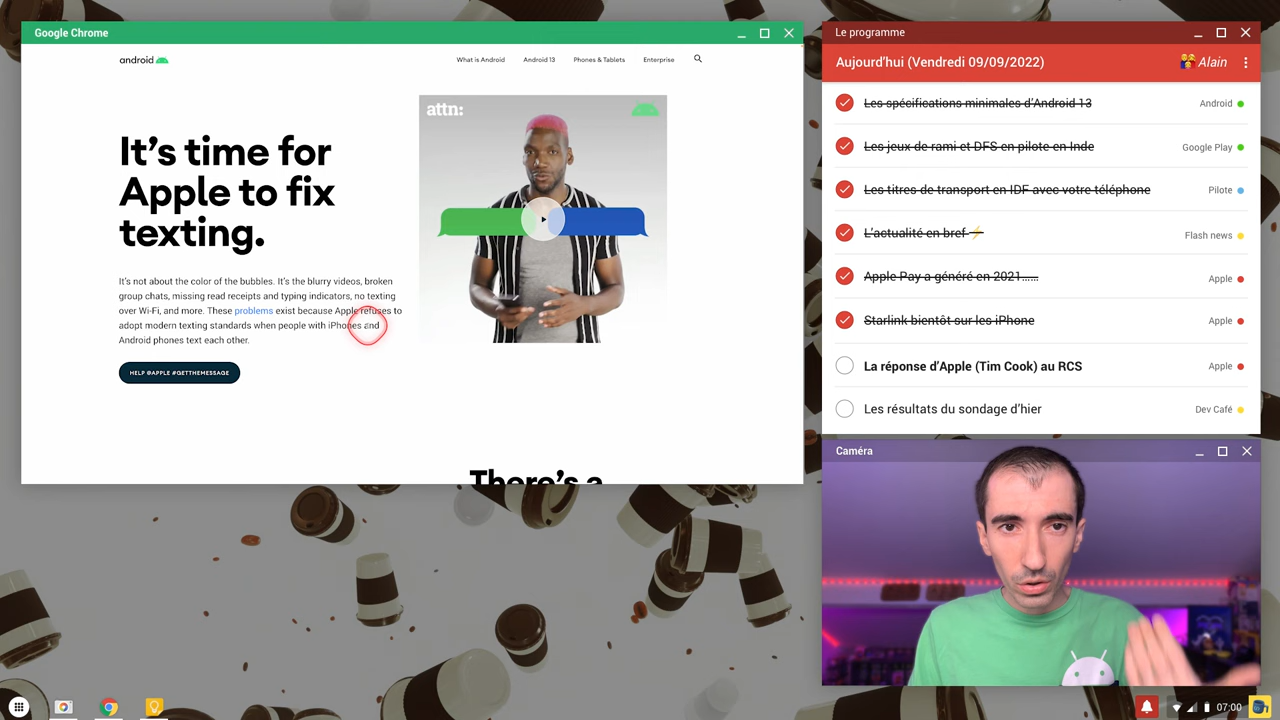 Google Chrome
android
What is Android
Android 13
Phones & Tablets
Enterprise
It's time for
Apple to fix
texting.
It's not about the color of the bubbles. It's the blurry videos, broken
group chats, missing read receipts and typing indicators, no texting
over Wi-Fi, and more. These problems exist because Apple refuses to
adopt modern texting standards when people with iPhones and
Android phones text each other.
HELP @APPLE #GETTHEMESSAGE
attn:
There's a
Le programme
Aujourd'hui (Vendredi 09/09/2022)
Alain
Les spécifications minimales d'Android 13
Android
Les jeux de rami et DFS en pilote en Inde
Google Play
Les titres de transport en IDF avec votre téléphone
Pilote
L'actualité en bref ⚡
Flash news
Apple Pay a généré en 2021......
Apple
Starlink bientôt sur les iPhone
Apple
La réponse d'Apple (Tim Cook) au RCS
Apple
Les résultats du sondage d'hier
Dev Café
Caméra
07:00